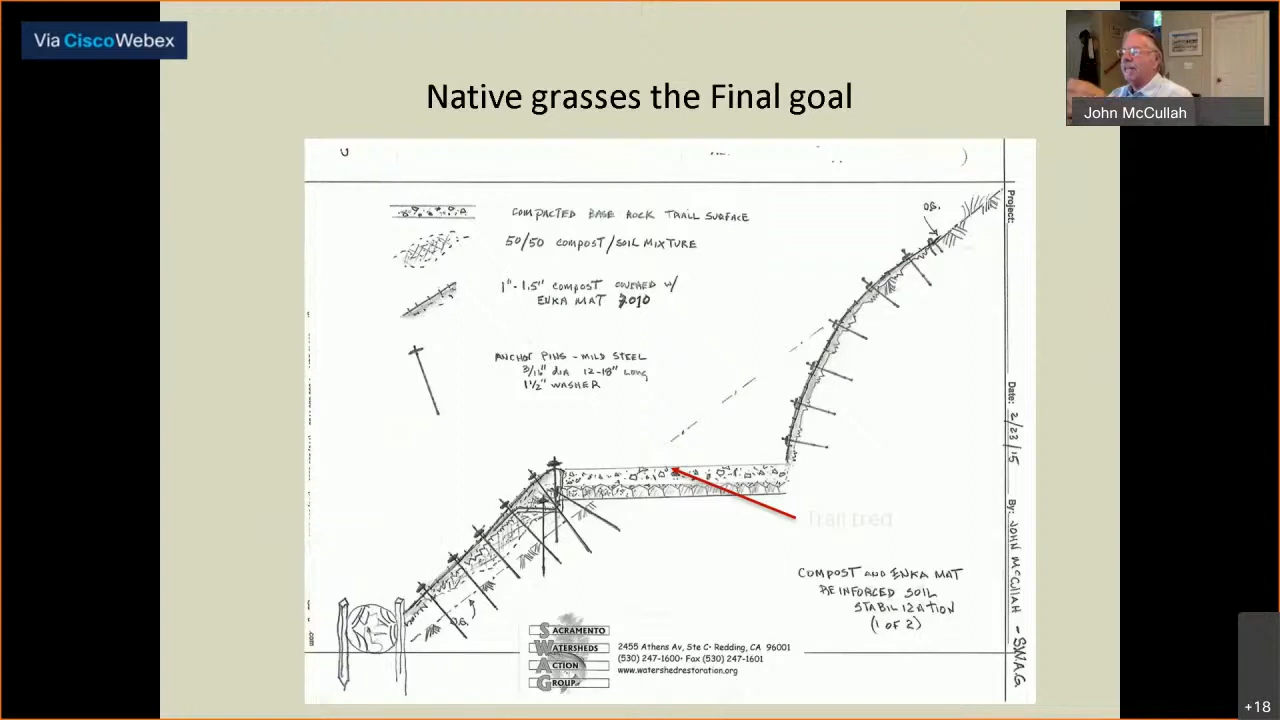 Via CiscoWebex
Native grasses the Final goal
John McCullah
COMPACTED BASE ROCK TRAIL SURFACE
50/50 COMPOST/SOIL MIXTURE
1"-1.5" COMPOST COVERED W/
ENKA MAT 7010
ANCHOR PINS - MILD STEEL
3/16" DIA 12-18" LONG
1 1/2" WASHER
O.G.
Project:
Date: 2/23/15
By: JOHN MCCULLAH - SWAG
Trail tred
O.G.
COMPOST AND ENKA MAT
REINFORCED SOIL
STABILIZATION
(1 OF 2)
SACRAMENTO
WATERSHEDS
ACTION
GROUP
2455 Athens Av, Ste C· Redding, CA 96001
(530) 247-1600· Fax (530) 247-1601
www.watershedrestoration.org
.com
+18